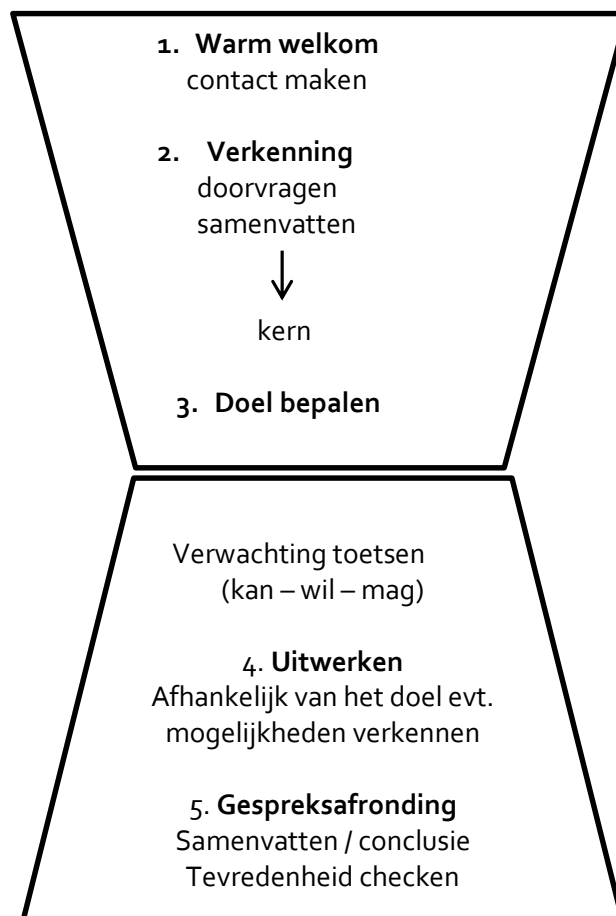 1. Warm welkom
contact maken
2. Verkenning
doorvragen
samenvatten
kern
3. Doel bepalen
Verwachting toetsen
(kan – wil – mag)
4. Uitwerken
Afhankelijk van het doel evt.
mogelijkheden verkennen
5. Gespreksafronding
Samenvatten / conclusie
Tevredenheid checken